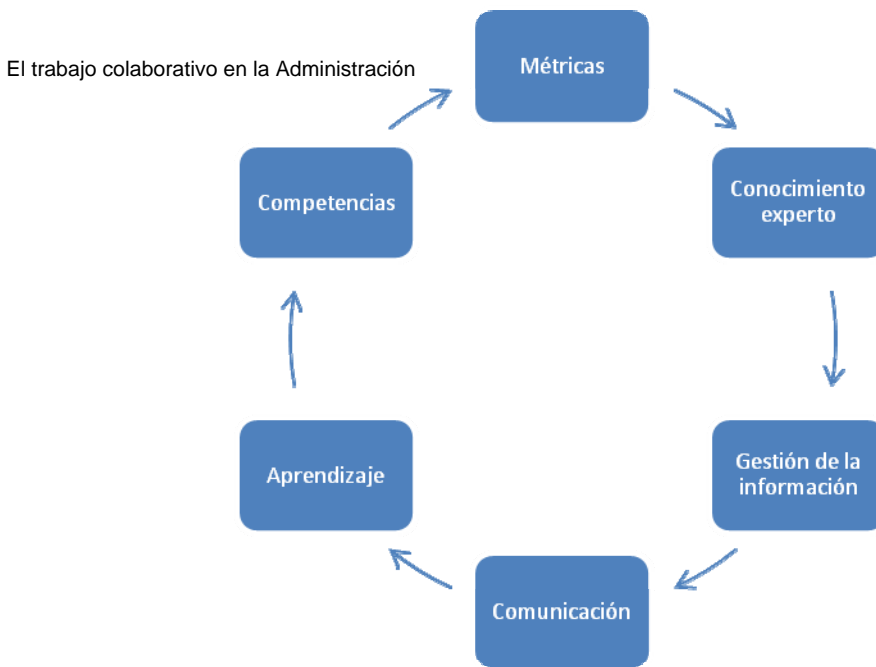 El trabajo colaborativo en la Administración
Métricas
Conocimiento
experto
Gestión de la
información
Comunicación
Aprendizaje
Competencias